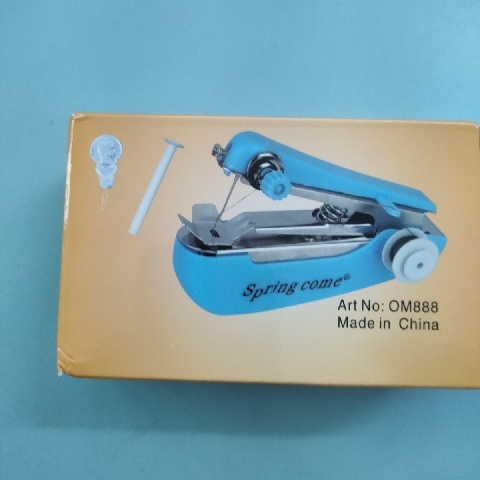 Spring come®
Art No: OM888
Made in China